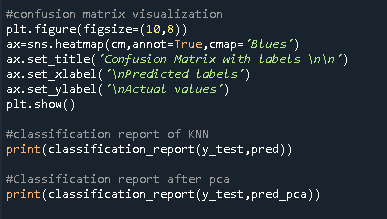 #confusion matrix visualization
plt.figure(figsize=(10,8))
ax=sns.heatmap(cm,annot=True,cmap='Blues')
ax.set_title('Confusion Matrix with labels \n\n')
ax.set_xlabel('\nPredicted labels')
ax.set_ylabel('\nActual values')
plt.show()
#classification report of KNN
print(classification_report(y_test,pred))
#Classification report after pca
print(classification_report(y_test,pred_pca))